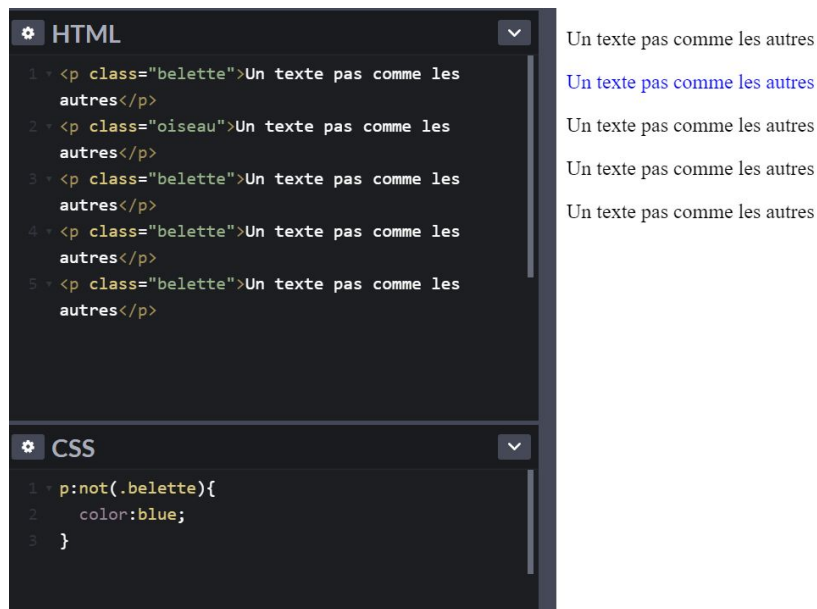 HTML
1 <p class="belette">Un texte pas comme les
autres</p>
2 <p class="oiseau">Un texte pas comme les
autres</p>
3 <p class="belette">Un texte pas comme les
autres</p>
4 <p class="belette">Un texte pas comme les
autres</p>
5 <p class="belette">Un texte pas comme les
autres</p>
CSS
1 p:not(.belette){
2 color:blue;
3 }
Un texte pas comme les autres
Un texte pas comme les autres
Un texte pas comme les autres
Un texte pas comme les autres
Un texte pas comme les autres